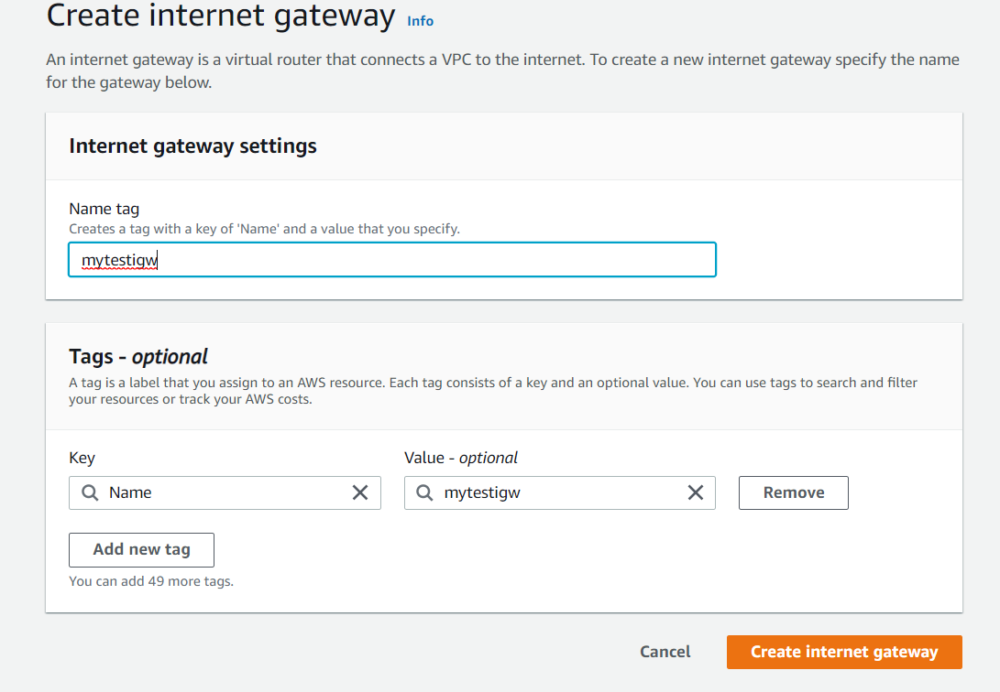 Create internet gateway Info
An internet gateway is a virtual router that connects a VPC to the internet. To create a new internet gateway specify the name
for the gateway below.
Internet gateway settings
Name tag
Creates a tag with a key of 'Name' and a value that you specify.
mytestigw
Tags - optional
A tag is a label that you assign to an AWS resource. Each tag consists of a key and an optional value. You can use tags to search and filter
your resources or track your AWS costs.
Key Value - optional
Name mytestigw Remove
Add new tag
You can add 49 more tags.
Cancel Create internet gateway